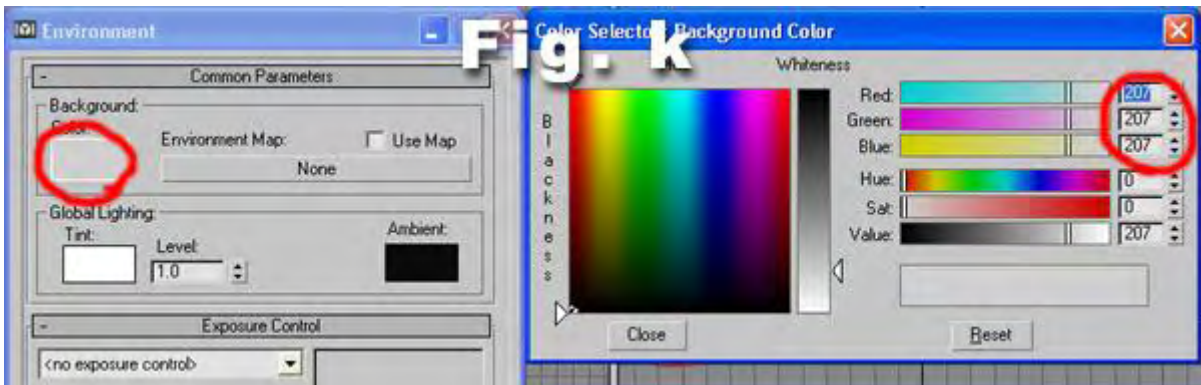 Environment
- Common Parameters
Background:
Color:
Environment Map:
Use Map
None
Global Lighting:
Tint:
Level:
1.0
Ambient:
- Exposure Control
<no exposure control>
Fig. k
Color Selector: Background Color
Whiteness
Blackness
Red: 207
Green: 207
Blue: 207
Hue: 0
Sat: 0
Value: 207
Close
Reset